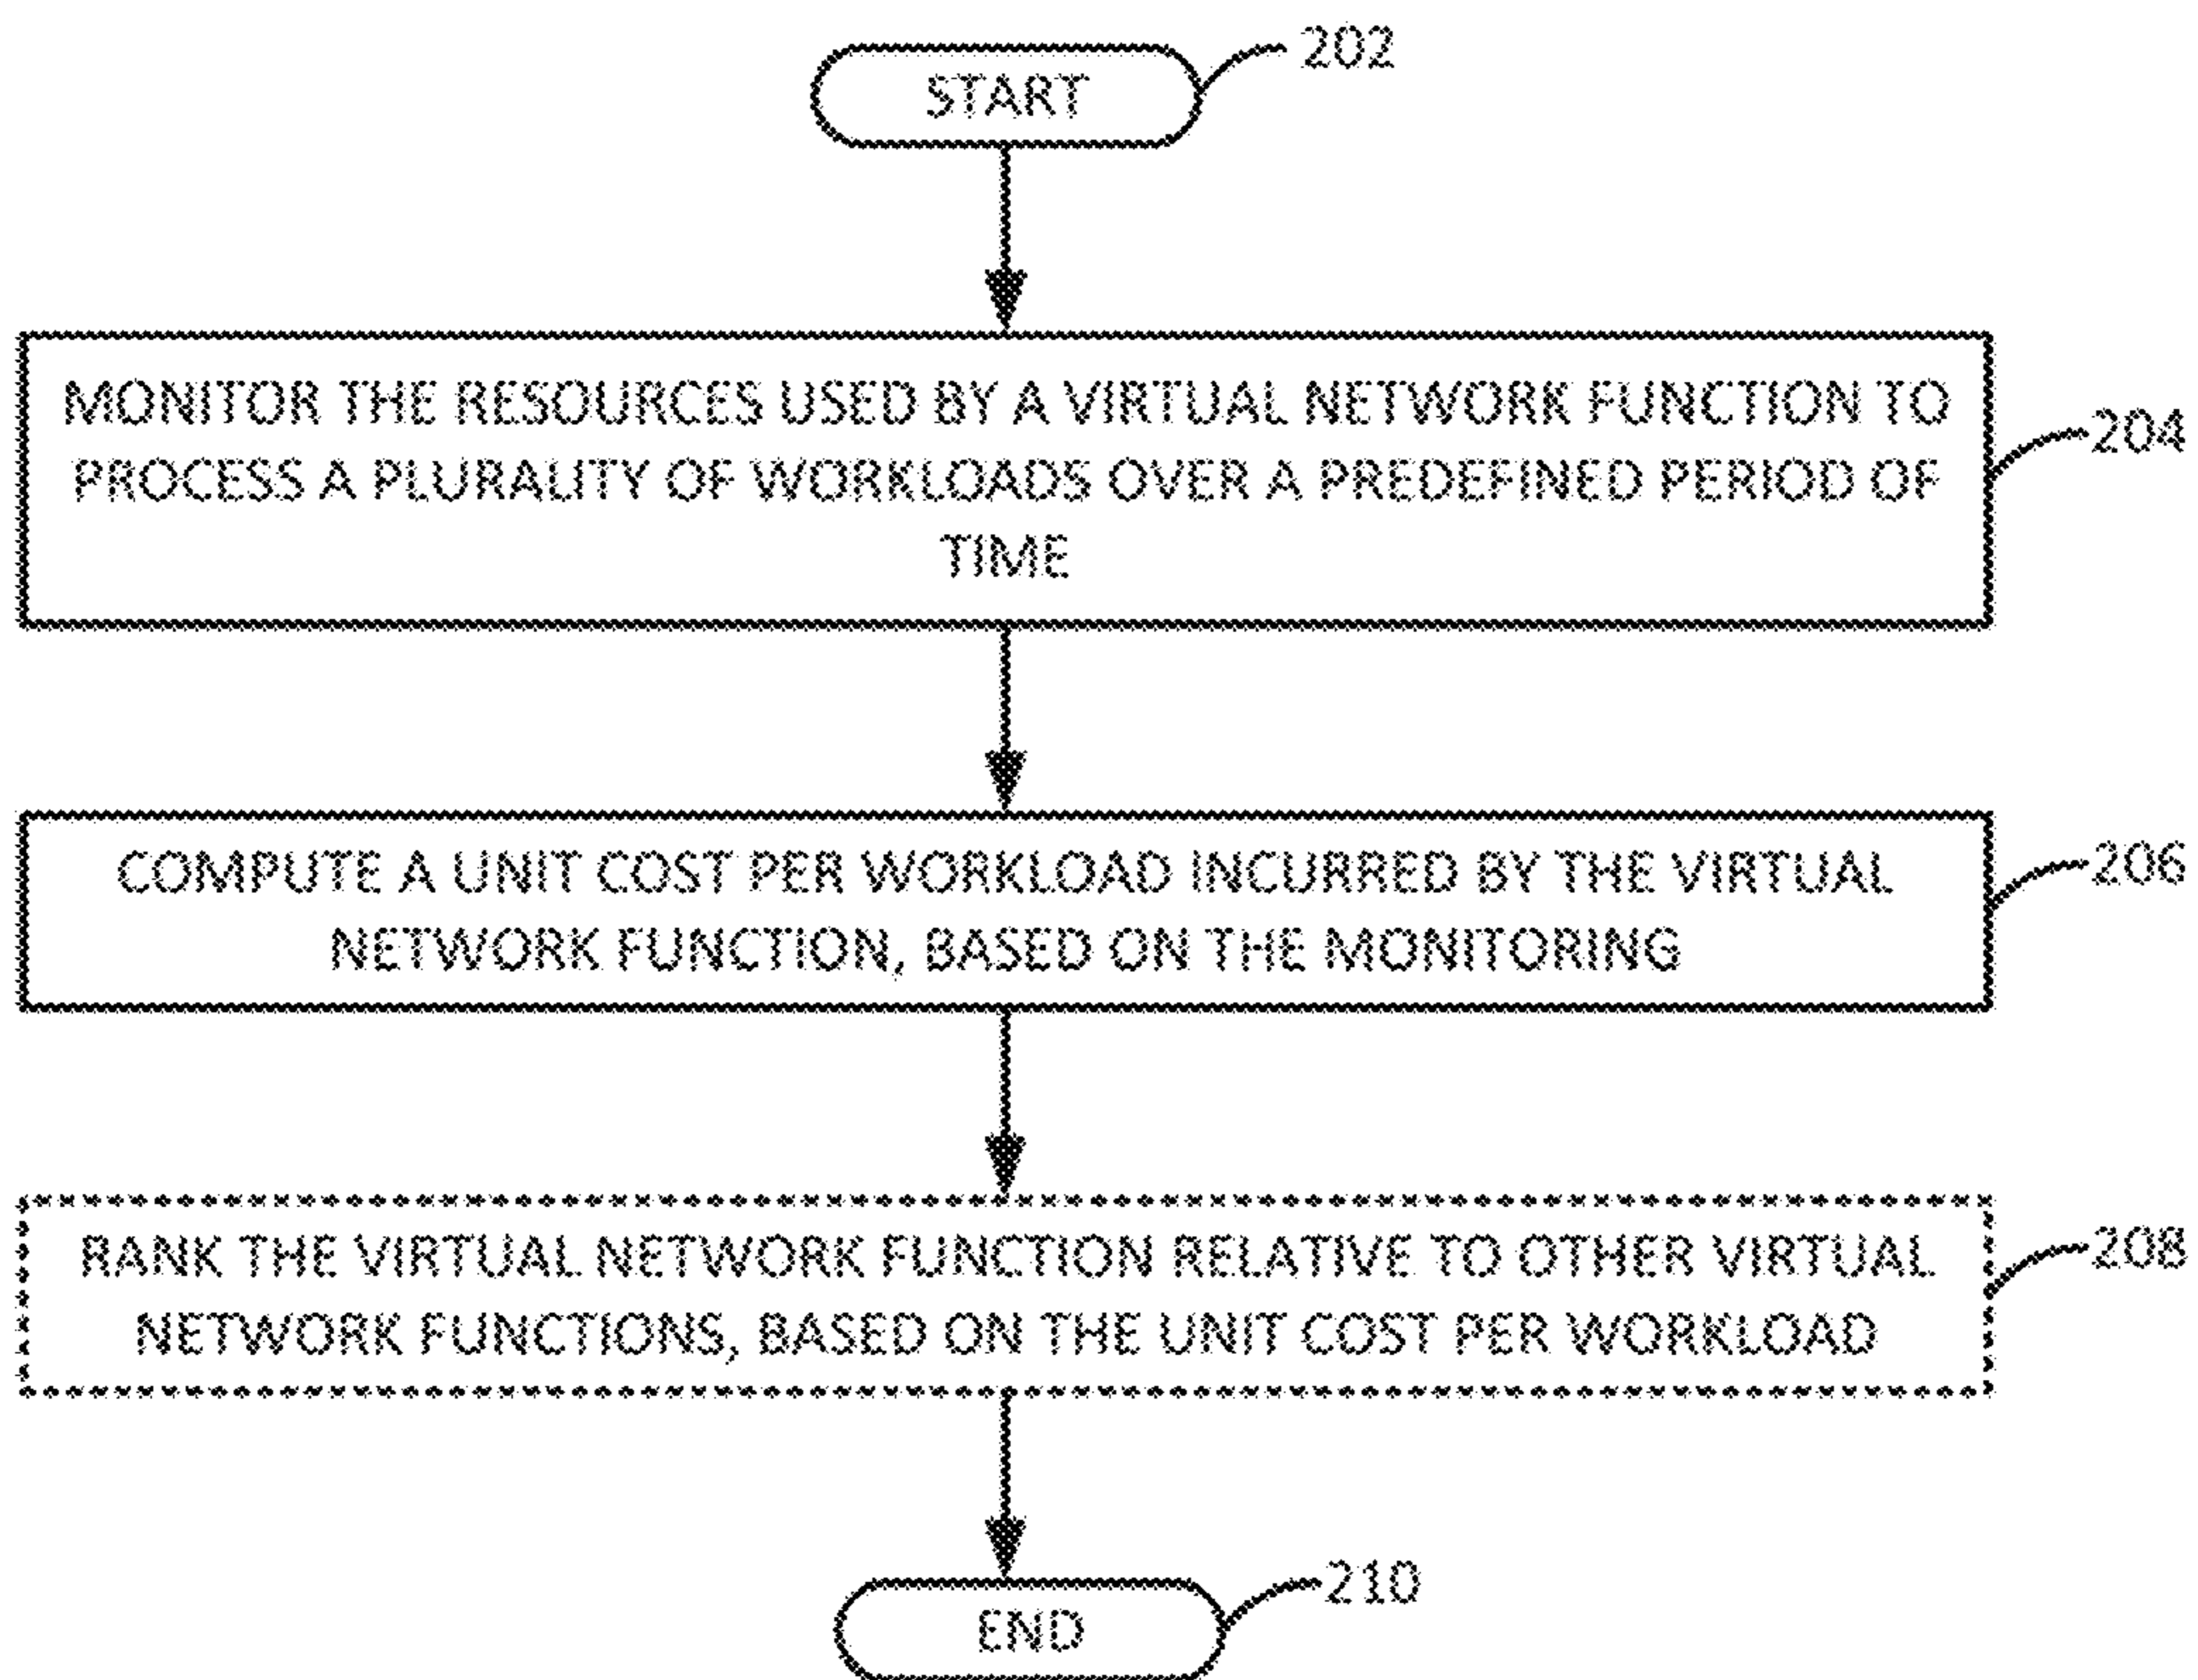 START
202
MONITOR THE RESOURCES USED BY A VIRTUAL NETWORK FUNCTION TO
PROCESS A PLURALITY OF WORKLOADS OVER A PREDEFINED PERIOD OF
TIME
204
COMPUTE A UNIT COST PER WORKLOAD INCURRED BY THE VIRTUAL
NETWORK FUNCTION, BASED ON THE MONITORING
206
RANK THE VIRTUAL NETWORK FUNCTION RELATIVE TO OTHER VIRTUAL
NETWORK FUNCTIONS, BASED ON THE UNIT COST PER WORKLOAD
208
END
210